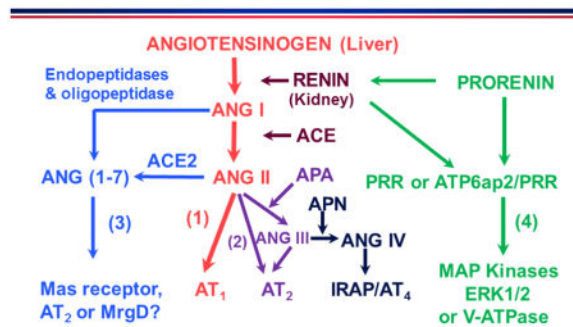 ANGIOTENSINOGEN (Liver)
Endopeptidases
& oligopeptidase
RENIN
(Kidney)
PRORENIN
ANG I
ACE
ANG (1-7)
ACE2
ANG II
APA
PRR or ATP6ap2/PRR
APN
(3)
(1)
(2)
ANG III
ANG IV
(4)
Mas receptor,
AT₂ or MrgD?
AT₁
AT₂
IRAP/AT₄
MAP Kinases
ERK1/2
or V-ATPase